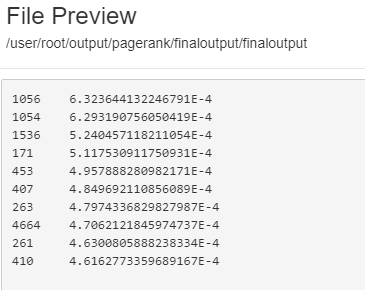 File Preview
/user/root/output/pagerank/finaloutput/finaloutput
1056 6.323644132246791E-4
1054 6.293190756050419E-4
1536 5.240457118211054E-4
171 5.117530911750931E-4
453 4.957888280982171E-4
407 4.849692110856089E-4
263 4.7974336829827987E-4
4664 4.7062121845974737E-4
261 4.6300805888238334E-4
410 4.6162773359689167E-4